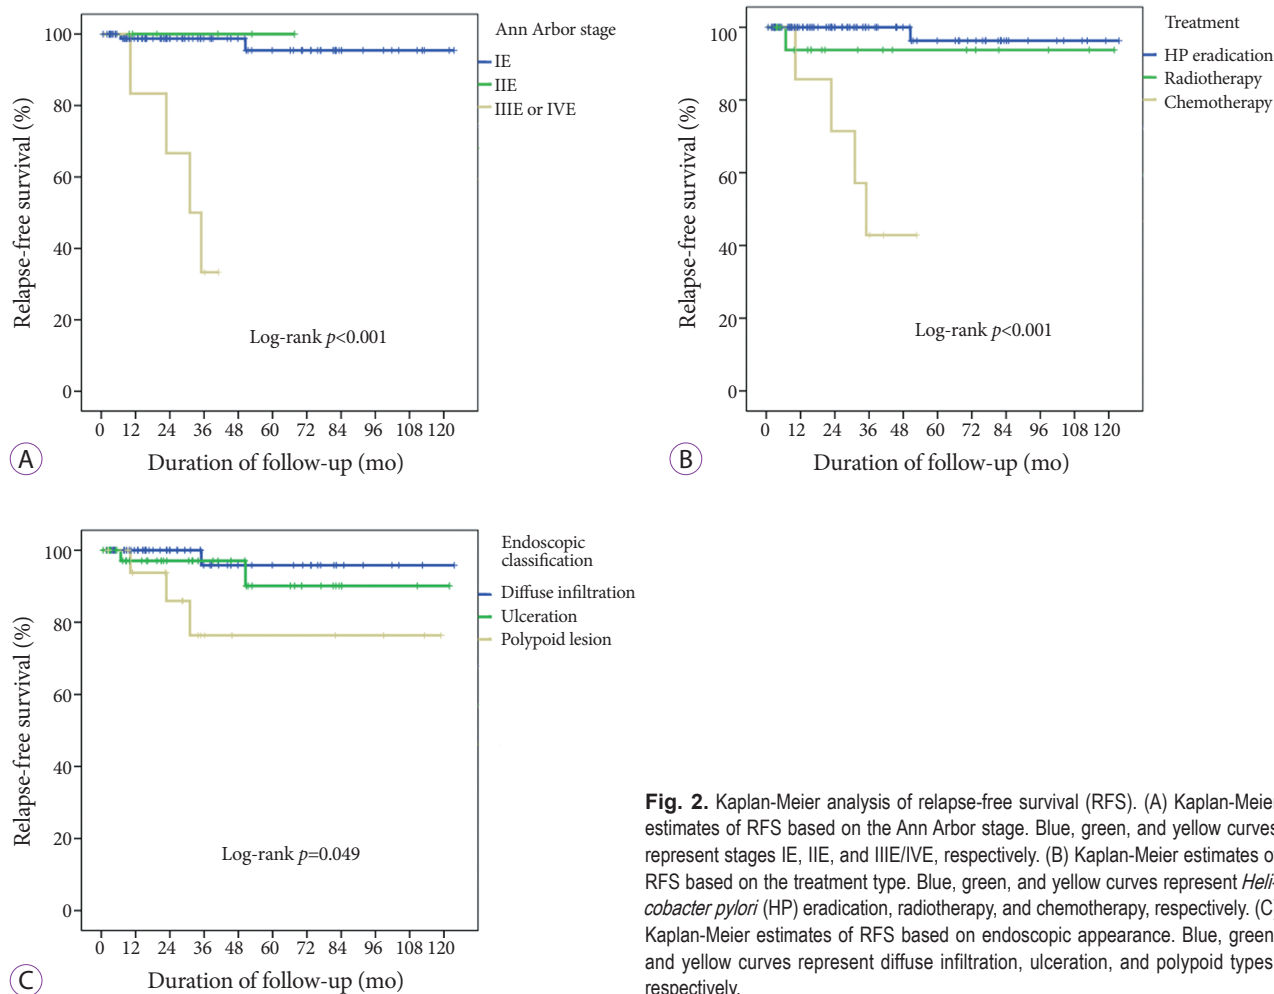 Relapse-free survival (%)
100
80
60
40
20
0
0 12 24 36 48 60 72 84 96 108 120
Duration of follow-up (mo)
Log-rank p<0.001
Ann Arbor stage
IE
IIE
IIIE or IVE
A
Relapse-free survival (%)
100
80
60
40
20
0
0 12 24 36 48 60 72 84 96 108 120
Duration of follow-up (mo)
Log-rank p<0.001
Treatment
HP eradication
Radiotherapy
Chemotherapy
B
Relapse-free survival (%)
100
80
60
40
20
0
0 12 24 36 48 60 72 84 96 108 120
Duration of follow-up (mo)
Log-rank p=0.049
Endoscopic
classification
Diffuse infiltration
Ulceration
Polypoid lesion
C
Fig. 2. Kaplan-Meier analysis of relapse-free survival (RFS). (A) Kaplan-Meie
estimates of RFS based on the Ann Arbor stage. Blue, green, and yellow curves
represent stages IE, IIE, and IIIE/IVE, respectively. (B) Kaplan-Meier estimates o
RFS based on the treatment type. Blue, green, and yellow curves represent Heli-
cobacter pylori (HP) eradication, radiotherapy, and chemotherapy, respectively. (C
Kaplan-Meier estimates of RFS based on endoscopic appearance. Blue, green
and yellow curves represent diffuse infiltration, ulceration, and polypoid types
respectively.